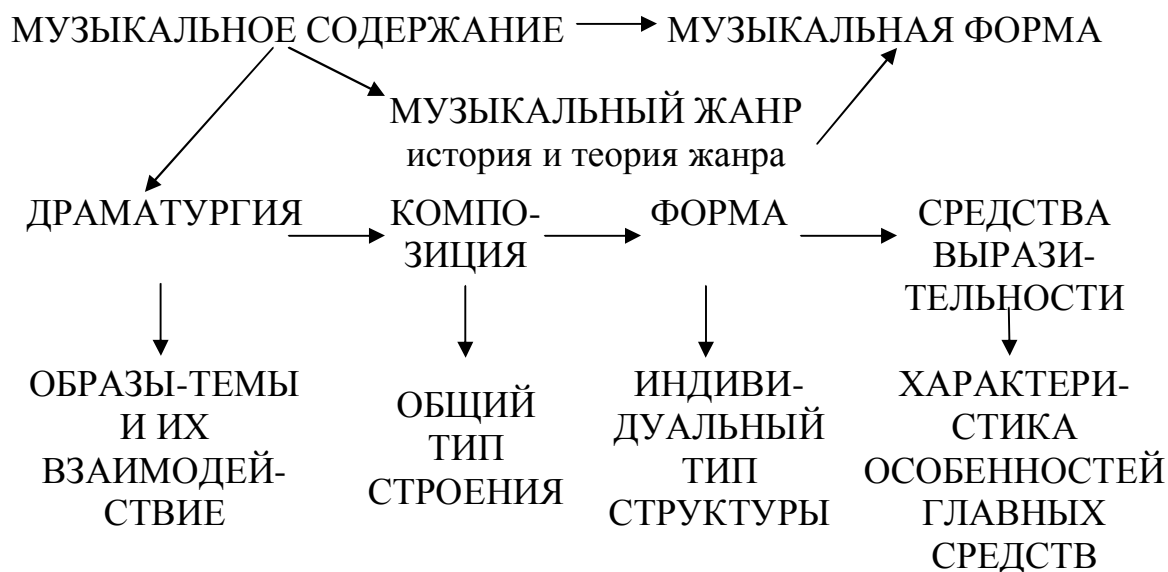 МУЗЫКАЛЬНОЕ СОДЕРЖАНИЕ МУЗЫКАЛЬНАЯ ФОРМА
МУЗЫКАЛЬНЫЙ ЖАНР
история и теория жанра
ДРАМАТУРГИЯ
КОМПО-
ЗИЦИЯ
ФОРМА
СРЕДСТВА
ВЫРАЗИ-
ТЕЛЬНОСТИ
ОБРАЗЫ-ТЕМЫ
И ИХ
ВЗАИМОДЕЙ-
СТВИЕ
ОБЩИЙ
ТИП
СТРОЕНИЯ
ИНДИВИ-
ДУАЛЬНЫЙ
ТИП
СТРУКТУРЫ
ХАРАКТЕРИ-
СТИКА
ОСОБЕННОСТЕЙ
ГЛАВНЫХ
СРЕДСТВ